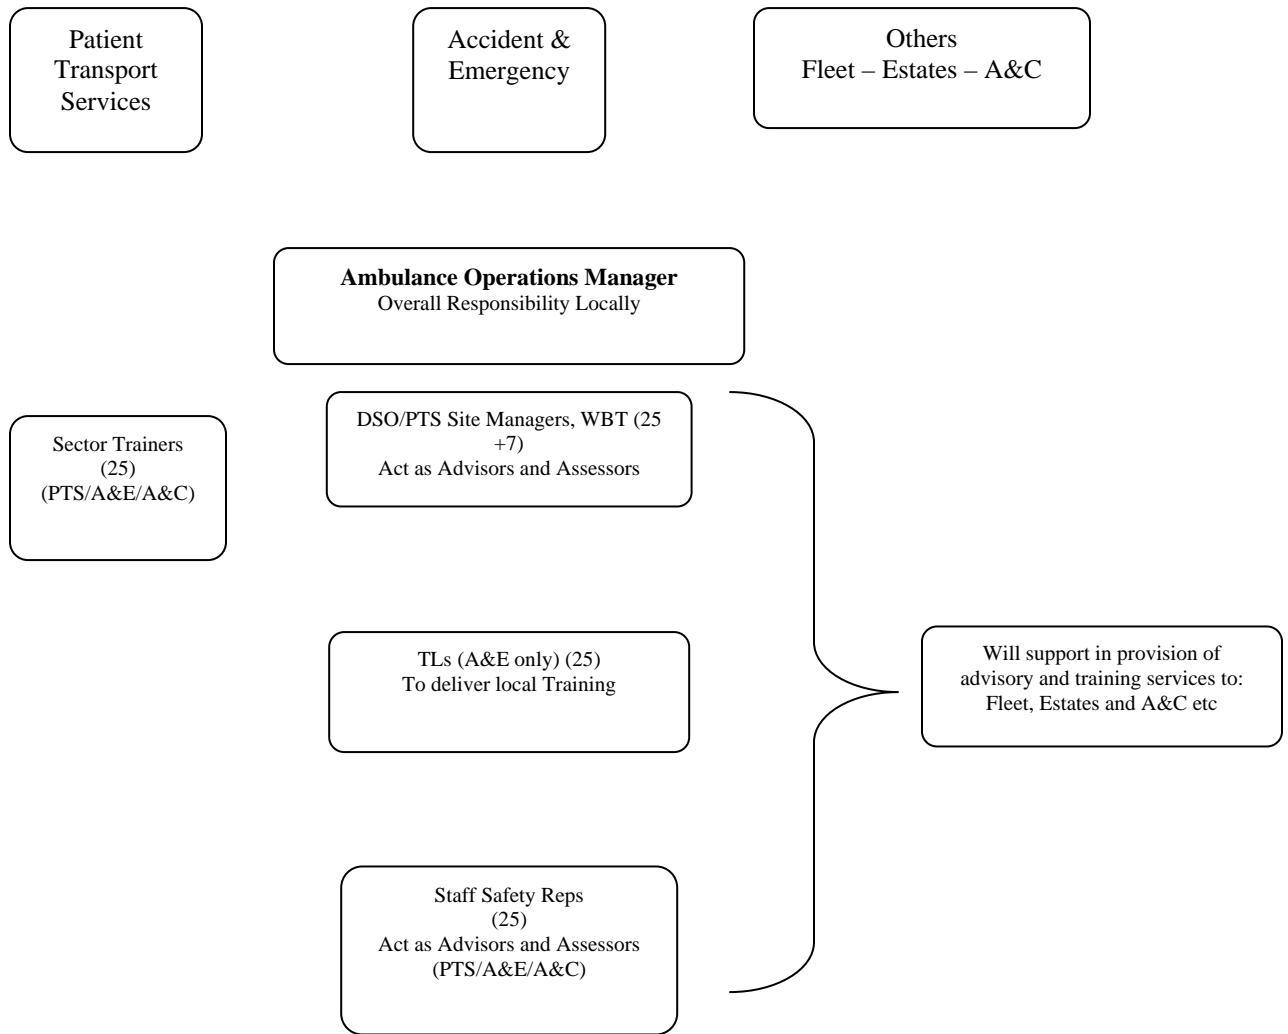 Patient
Transport
Services
Accident &
Emergency
Others
Fleet – Estates – A&C
Ambulance Operations Manager
Overall Responsibility Locally
Sector Trainers
(25)
(PTS/A&E/A&C)
DSO/PTS Site Managers, WBT (25
+7)
Act as Advisors and Assessors
TLs (A&E only) (25)
To deliver local Training
Will support in provision of
advisory and training services to:
Fleet, Estates and A&C etc
Staff Safety Reps
(25)
Act as Advisors and Assessors
(PTS/A&E/A&C)